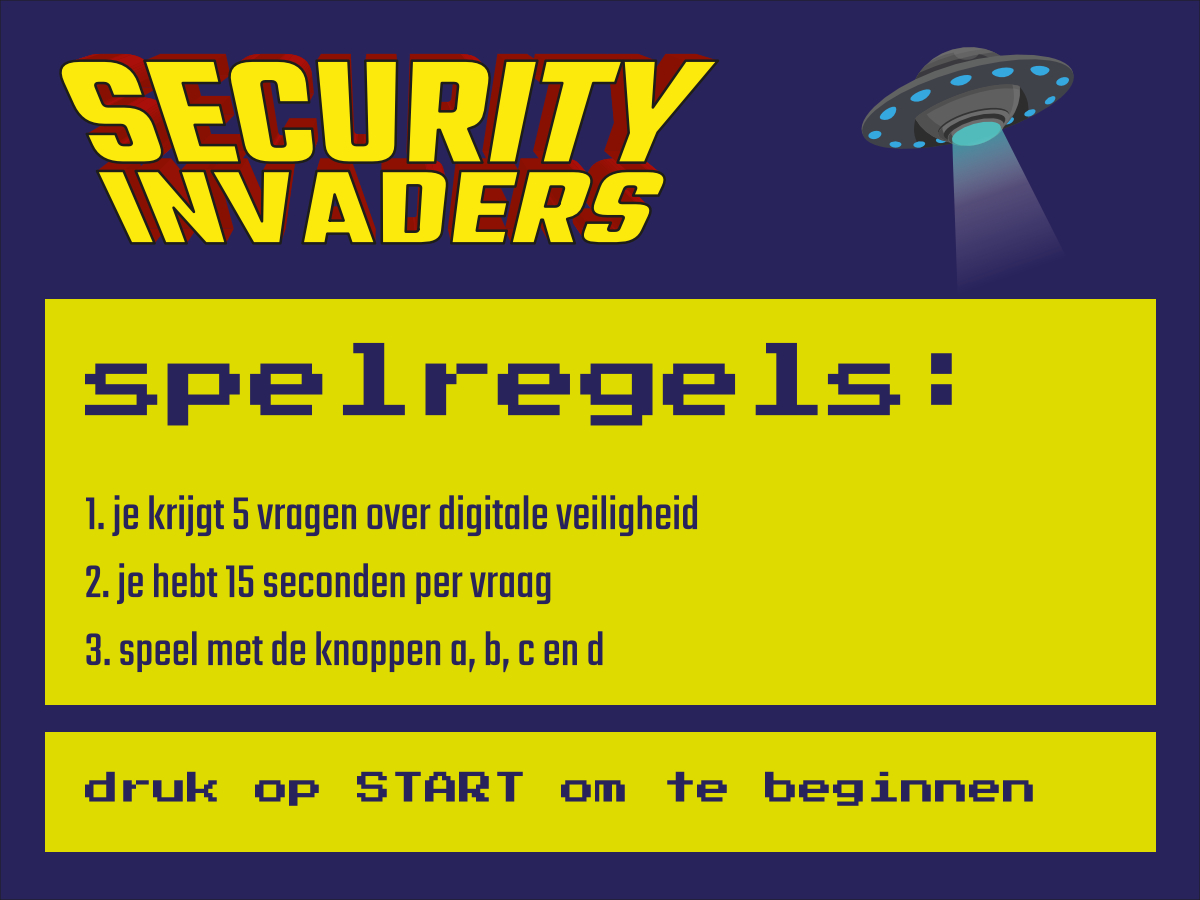 SECURITY
INVADERS
spelregels:
1. je krijgt 5 vragen over digitale veiligheid
2. je hebt 15 seconden per vraag
3. speel met de knoppen a, b, c en d
druk op START om te beginnen